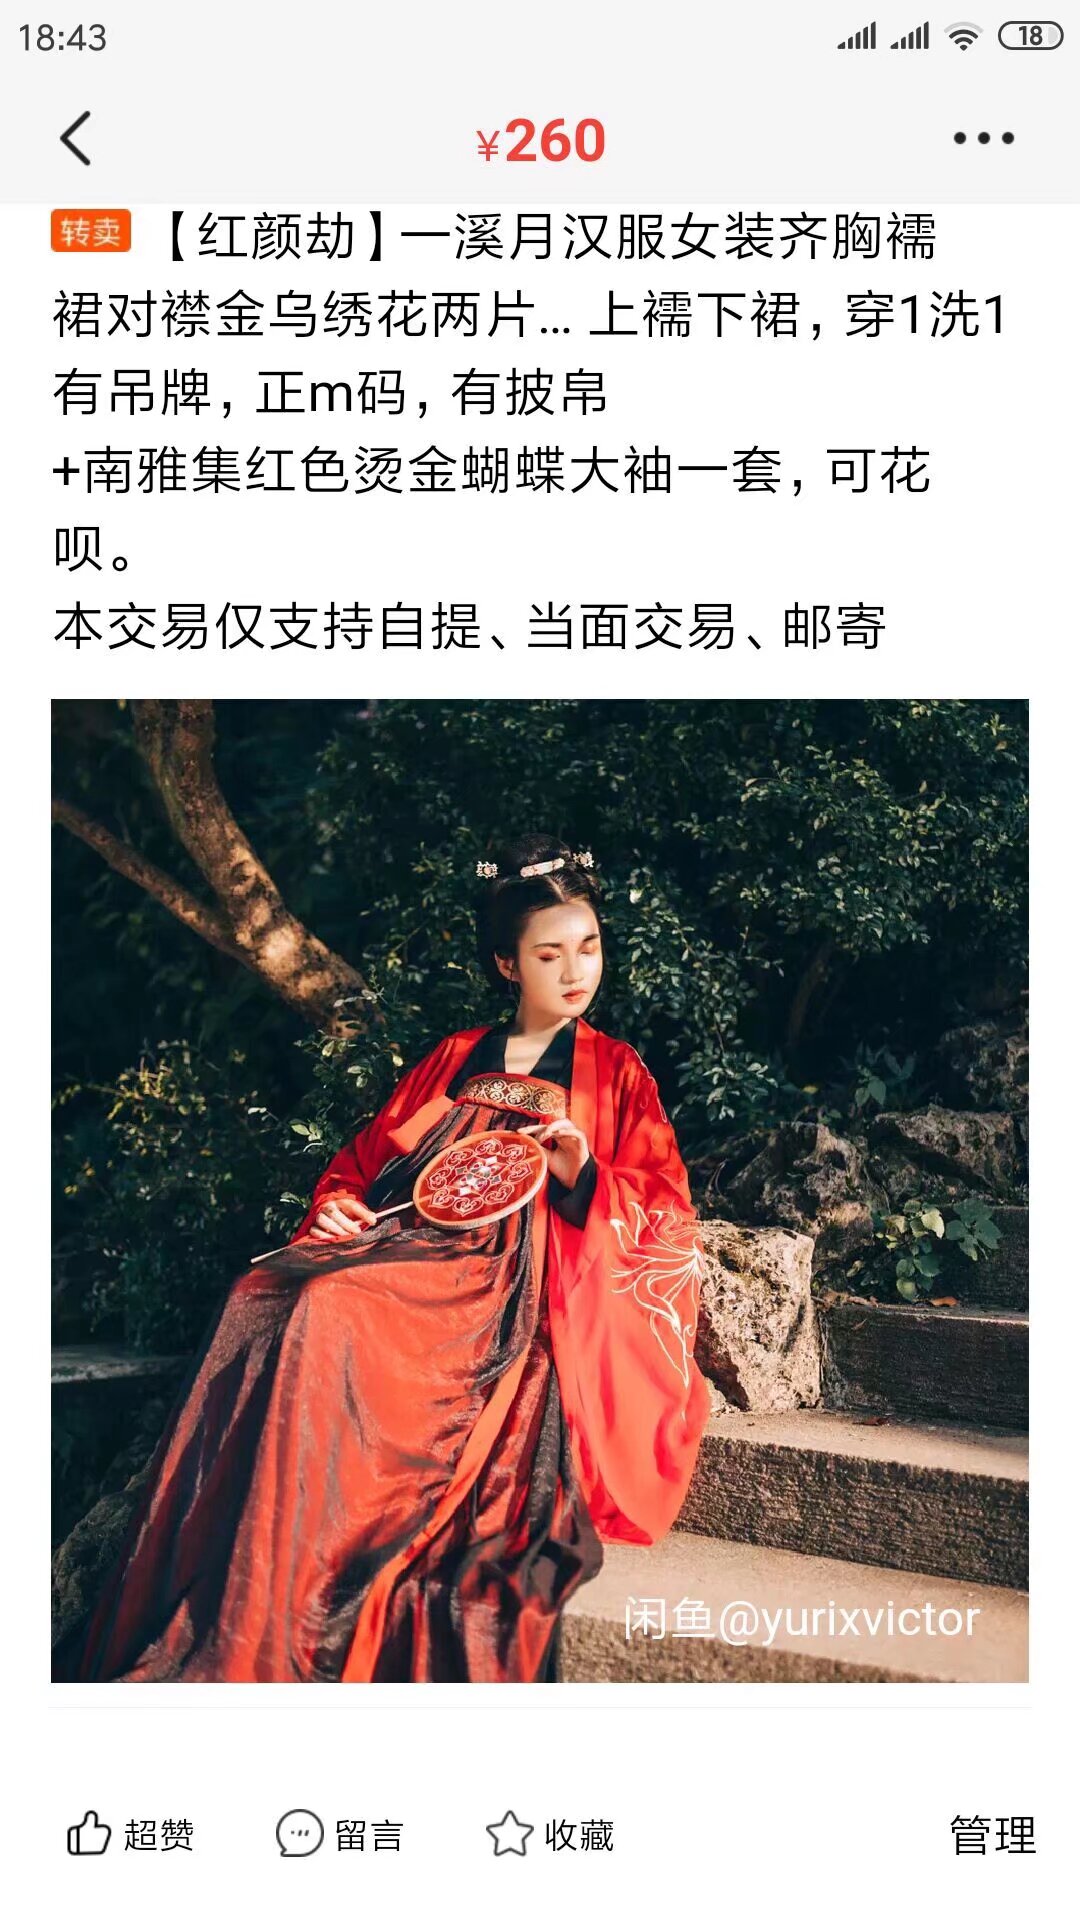 18:43
18
¥260
转卖 【红颜劫】一溪月汉服女装齐胸襦
裙对襟金乌绣花两片... 上襦下裙，穿1洗1
有吊牌，正m码，有披帛
+南雅集红色烫金蝴蝶大袖一套，可花
呗。
本交易仅支持自提、当面交易、邮寄
闲鱼@yurixvictor
超赞 留言 收藏 管理